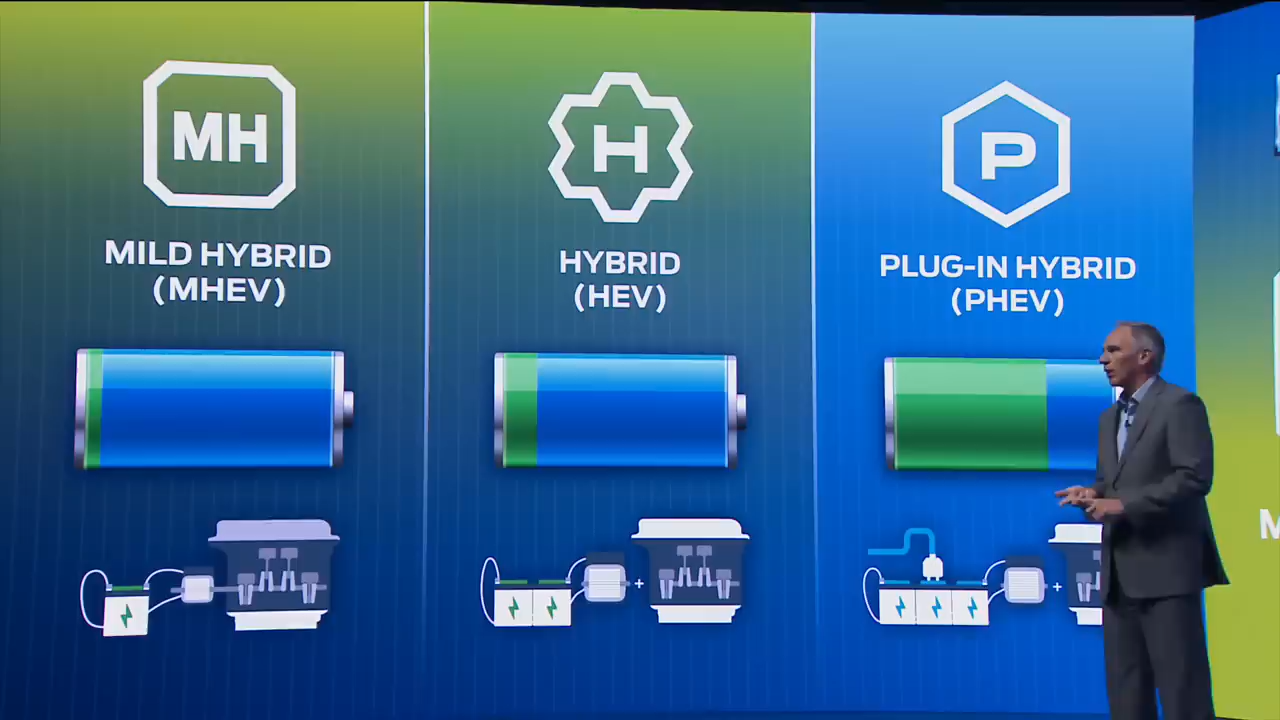 MH
MILD HYBRID
(MHEV)
H
HYBRID
(HEV)
+
P
PLUG-IN HYBRID
(PHEV)
+
M